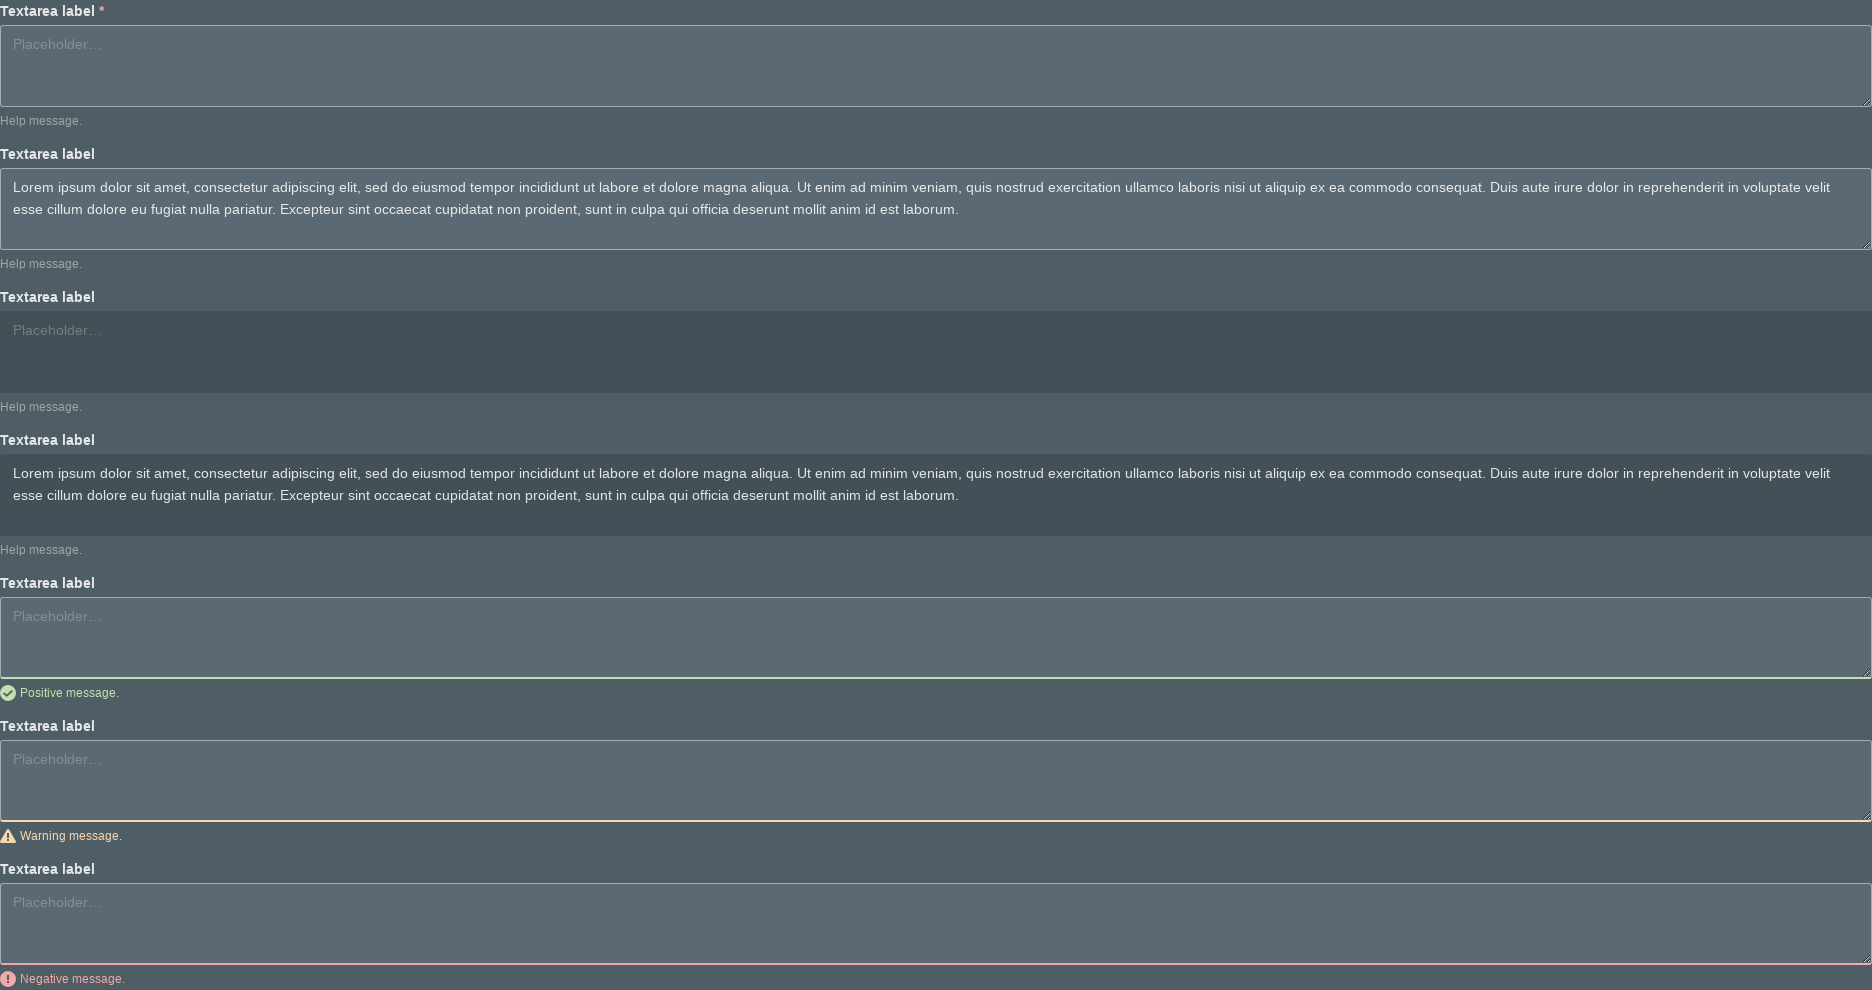 Textarea label *
Placeholder…
Help message.
Textarea label
Lorem ipsum dolor sit amet, consectetur adipiscing elit, sed do eiusmod tempor incididunt ut labore et dolore magna aliqua. Ut enim ad minim veniam, quis nostrud exercitation ullamco laboris nisi ut aliquip ex ea commodo consequat. Duis aute irure dolor in reprehenderit in voluptate velit
esse cillum dolore eu fugiat nulla pariatur. Excepteur sint occaecat cupidatat non proident, sunt in culpa qui officia deserunt mollit anim id est laborum.
Help message.
Textarea label
Placeholder…
Help message.
Textarea label
Lorem ipsum dolor sit amet, consectetur adipiscing elit, sed do eiusmod tempor incididunt ut labore et dolore magna aliqua. Ut enim ad minim veniam, quis nostrud exercitation ullamco laboris nisi ut aliquip ex ea commodo consequat. Duis aute irure dolor in reprehenderit in voluptate velit
esse cillum dolore eu fugiat nulla pariatur. Excepteur sint occaecat cupidatat non proident, sunt in culpa qui officia deserunt mollit anim id est laborum.
Help message.
Textarea label
Placeholder…
Positive message.
Textarea label
Placeholder…
Warning message.
Textarea label
Placeholder…
Negative message.